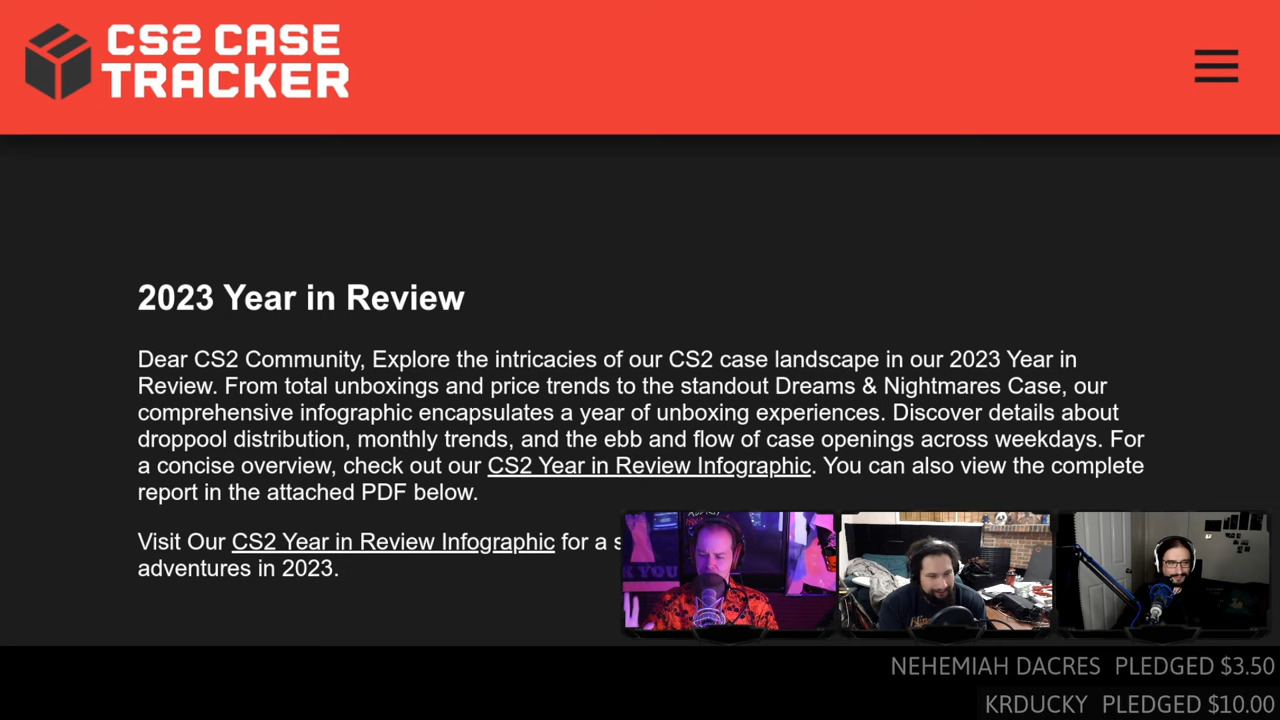 CS2 CASE
TRACKER
2023 Year in Review
Dear CS2 Community, Explore the intricacies of our CS2 case landscape in our 2023 Year in
Review. From total unboxings and price trends to the standout Dreams & Nightmares Case, our
comprehensive infographic encapsulates a year of unboxing experiences. Discover details about
droppool distribution, monthly trends, and the ebb and flow of case openings across weekdays. For
a concise overview, check out our CS2 Year in Review Infographic. You can also view the complete
report in the attached PDF below.
Visit Our CS2 Year in Review Infographic for a s
adventures in 2023.
NEHEMIAH DACRES PLEDGED $3.50
KRDUCKY PLEDGED $10.00